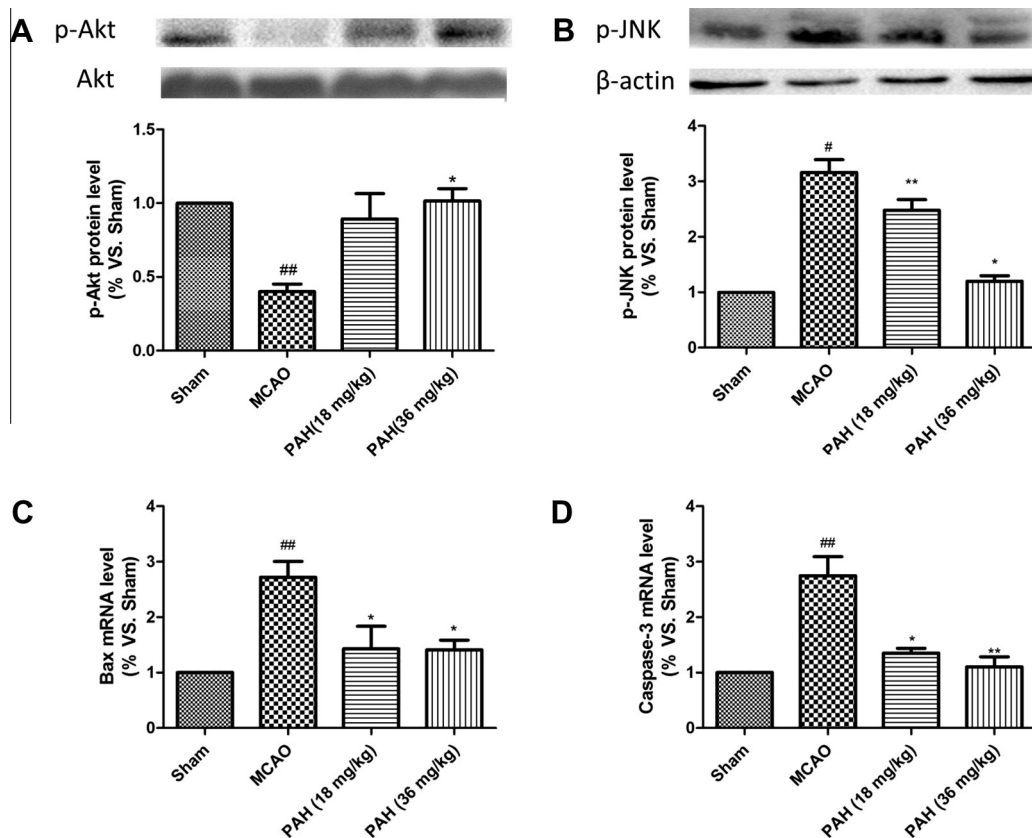 A
p-Akt
Akt
p-Akt protein level
(% VS. Sham)
1.5
1.0
0.5
0.0
##
*
Sham
MCAO
PAH(18 mg/kg)
PAH(36 mg/kg)
B
p-JNK
β-actin
p-JNK protein level
(% VS. Sham)
4
3
2
1
0
#
**
*
Sham
MCAO
PAH (18 mg/kg)
PAH (36 mg/kg)
C
Bax mRNA level
(% VS. Sham)
4
3
2
1
0
##
*
*
Sham
MCAO
PAH (18 mg/kg)
PAH (36 mg/kg)
D
Caspase-3 mRNA level
(% VS. Sham)
4
3
2
1
0
##
*
**
Sham
MCAO
PAH (18 mg/kg)
PAH (36 mg/kg)